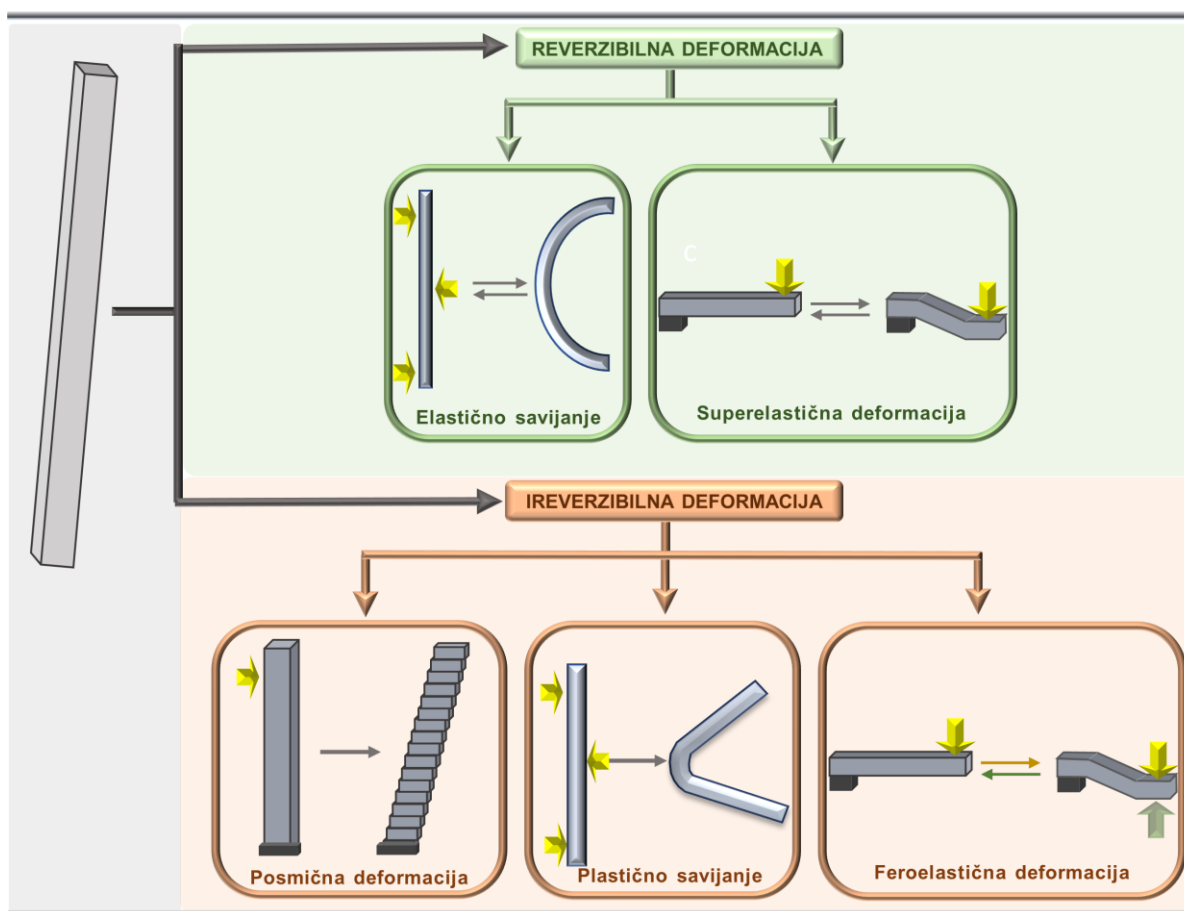 REVERZIBILNA DEFORMACIJA
C
Elastično savijanje
Superelastična deformacija
IREVERZIBILNA DEFORMACIJA
Posmična deformacija
Plastično savijanje
Feroelastična deformacija